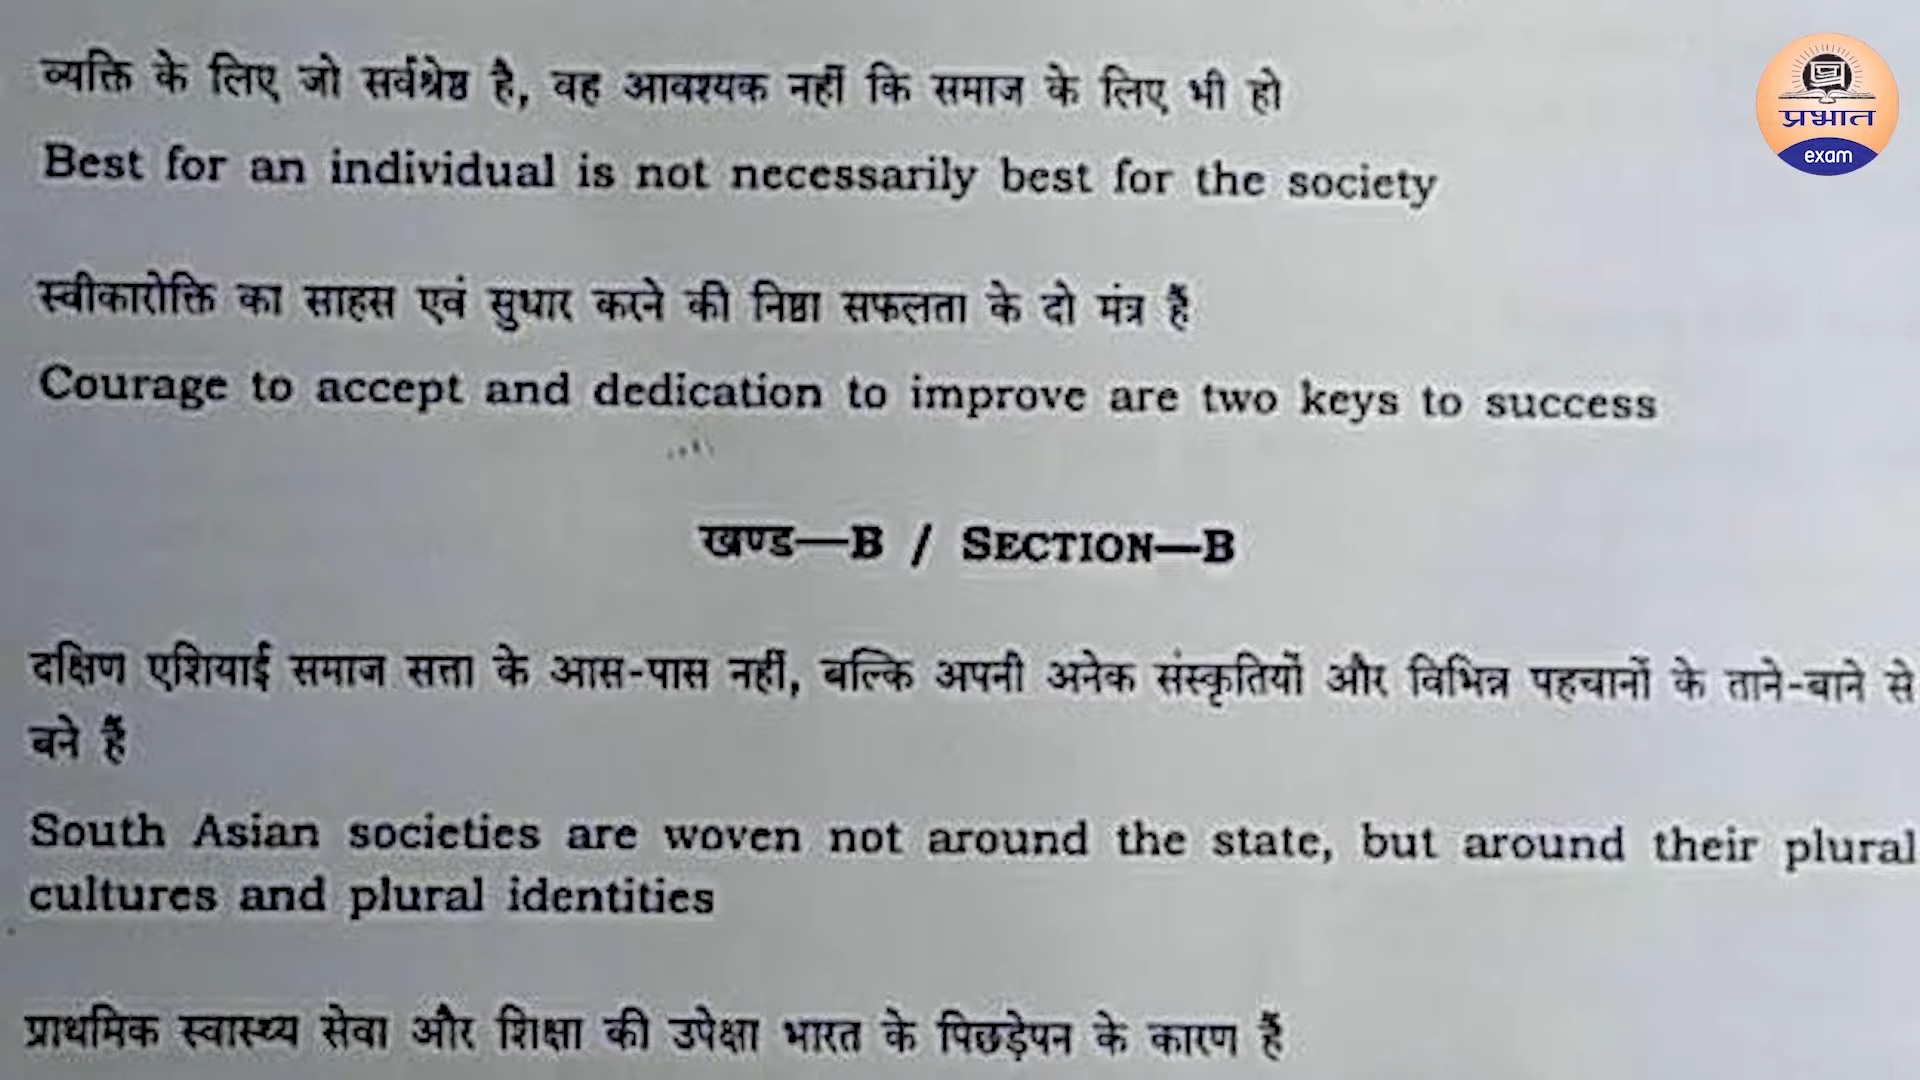 व्यक्ति के लिए जो सर्वश्रेष्ठ है, वह आवश्यक नहीं कि समाज के लिए भी हो
प्रभात
exam
Best for an individual is not necessarily best for the society
स्वीकारोक्ति का साहस एवं सुधार करने की निष्ठा सफलता के दो मंत्र हैं
Courage to accept and dedication to improve are two keys to success
खण्ड—B / SECTION—B
दक्षिण एशियाई समाज सत्ता के आस-पास नहीं, बल्कि अपनी अनेक संस्कृतियों और विभिन्न पहचानों के ताने-बाने से
बने हैं
South Asian societies are woven not around the state, but around their plural
cultures and plural identities
प्राथमिक स्वास्थ्य सेवा और शिक्षा की उपेक्षा भारत के पिछड़ेपन के कारण हैं